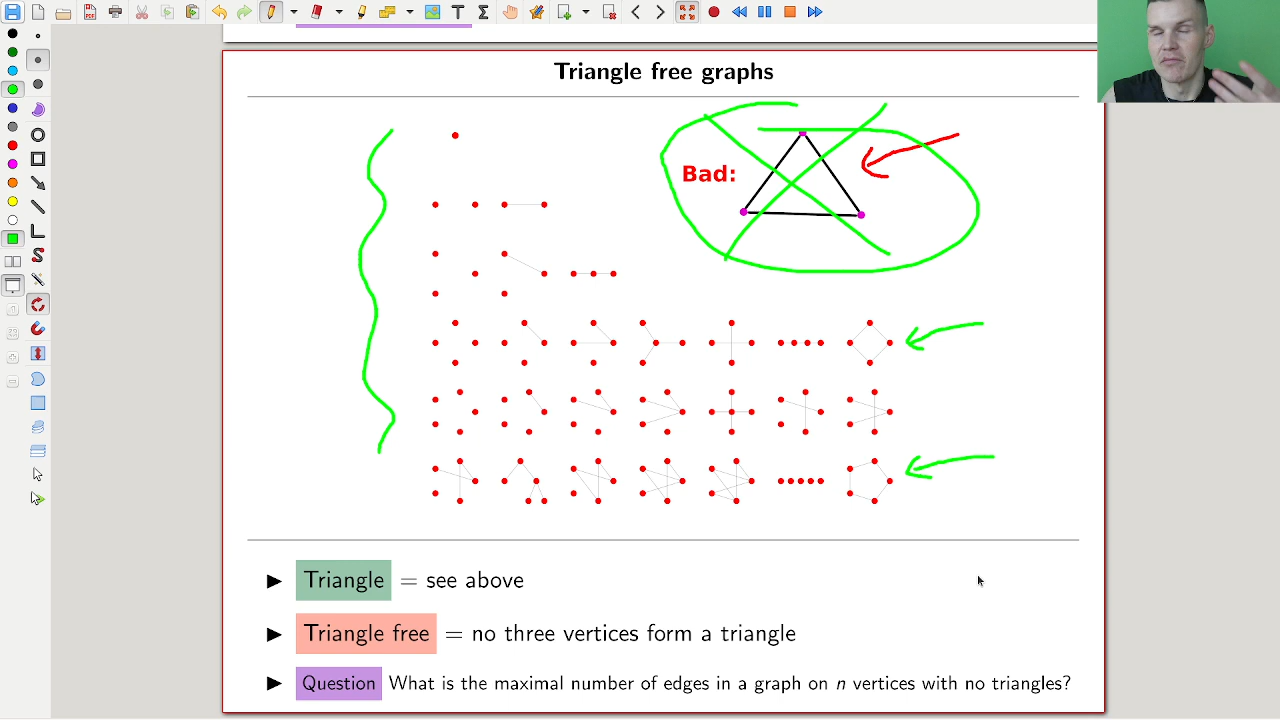 Triangle free graphs
Bad:
Triangle = see above
Triangle free = no three vertices form a triangle
Question What is the maximal number of edges in a graph on n vertices with no triangles?